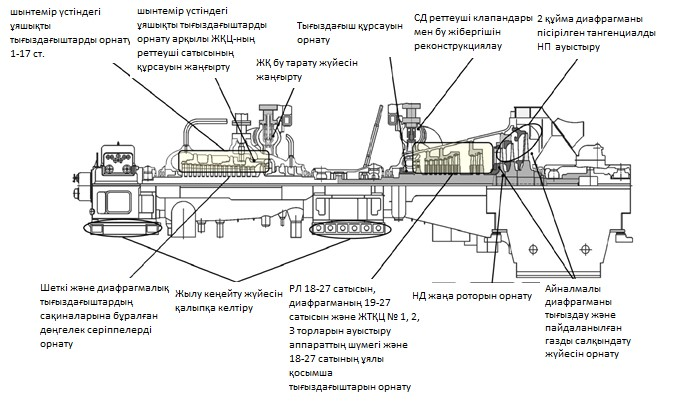 шынтемір үстіндегі
ұяшықты
тығыздағыштарды орнату
1-17 ст.
шынтемір үстіндегі
ұяшықты тығыздағыштарды
орнату арқылы ЖҚЦ-ның
реттеуші сатысының
құрсауын жаңғырту
ЖҚ бу тарату жүйесін
жаңғырту
Тығыздағыш құрсауын
орнату
СД реттеуші клапандары
мен бу жібергішін
реконструкциялау
2 құйма диафрагманы
пісірілген тангенциалды
НП ауыстыру
Шеткі және диафрагмалық
тығыздағыштардың
сақиналарына бұралған
дөңгелек серіппелерді
орнату
Жылу кеңейту жүйесін
қалыпқа келтіру
РЛ 18-27 сатысын,
диафрагманың 19-27
сатысын және ЖТҚЦ № 1, 2,
3 торларын ауыстыру
аппараттың шүмегі және
18-27 сатының ұялы
қосымша
тығыздағыштарын орнату
НД жаңа роторын орнату
Айналмалы
диафрагманы
тығыздау және
пайдаланылған
газды салқындату
жүйесін орнату